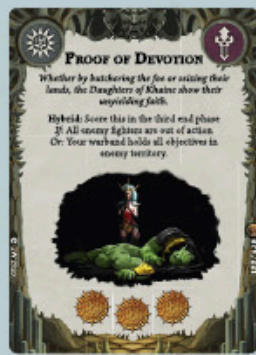 PROOF OF DEVOTION
Whether by butchering the foe or seizing their
lands, the Daughters of Khaine show their
unyielding faith.
Hybrid: Score this in the third end phase
If: All enemy fighters are out of action
Or: Your warband holds all objectives in
enemy territory.